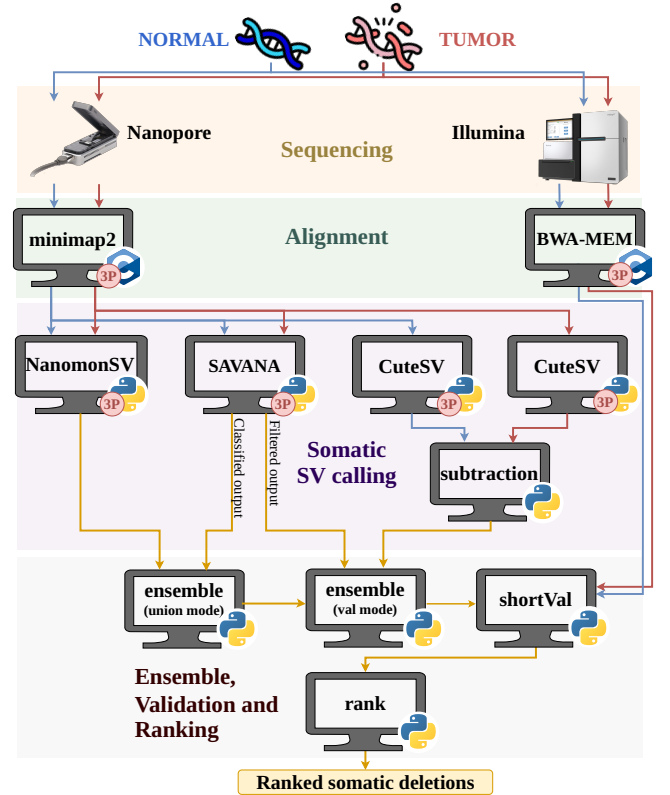 NORMAL
TUMOR
Nanopore
Illumina
Sequencing
minimap2
3P
Alignment
BWA-MEM
3P
NanomonSV
3P
SAVANA
3P
CuteSV
3P
CuteSV
3P
Classified output
Filtered output
Somatic
SV calling
subtraction
ensemble
(union mode)
ensemble
(val mode)
shortVal
Ensemble,
Validation and
Ranking
rank
Ranked somatic deletions